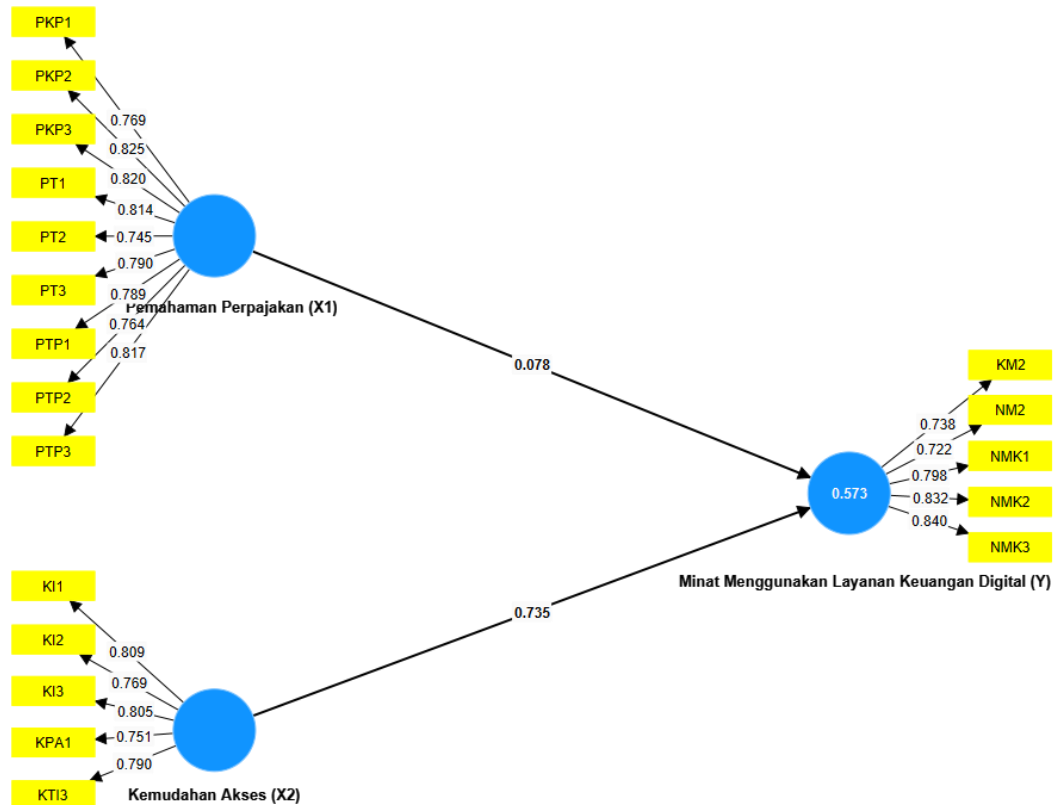 PKP1
PKP2
PKP3
PT1
PT2
PT3
PTP1
PTP2
PTP3
0.769
0.825
0.820
0.814
0.745
0.790
0.789
0.764
0.817
Pemahaman Perpajakan (X1)
0.078
KM2
NM2
NMK1
NMK2
NMK3
0.738
0.722
0.798
0.832
0.840
0.573
Minat Menggunakan Layanan Keuangan Digital (Y)
0.735
KI1
KI2
KI3
KPA1
KTI3
0.809
0.769
0.805
0.751
0.790
Kemudahan Akses (X2)